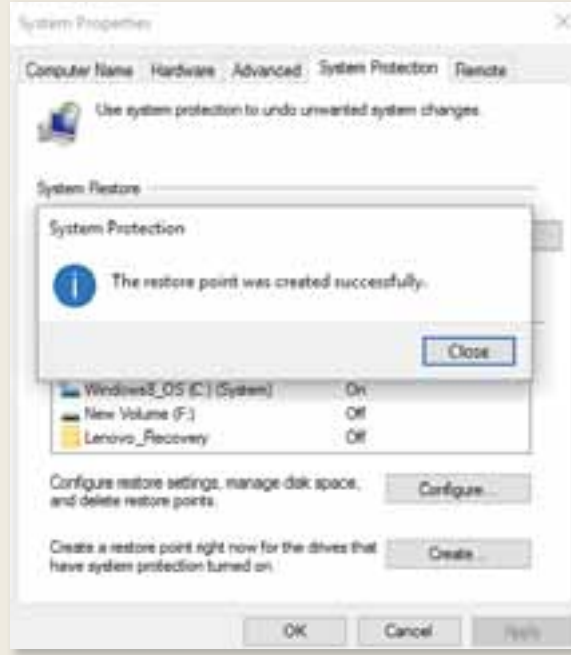 System Properties
Computer Name Hardware Advanced System Protection Remote
Use system protection to undo unwanted system changes.
System Restore
System Protection
The restore point was created successfully.
Close
Windows8_OS (C:) (System) On
New Volume (F:) Off
Lenovo_Recovery Off
Configure restore settings, manage disk space,
and delete restore points.
Configure...
Create a restore point right now for the drives that
have system protection turned on.
Create...
OK Cancel Apply